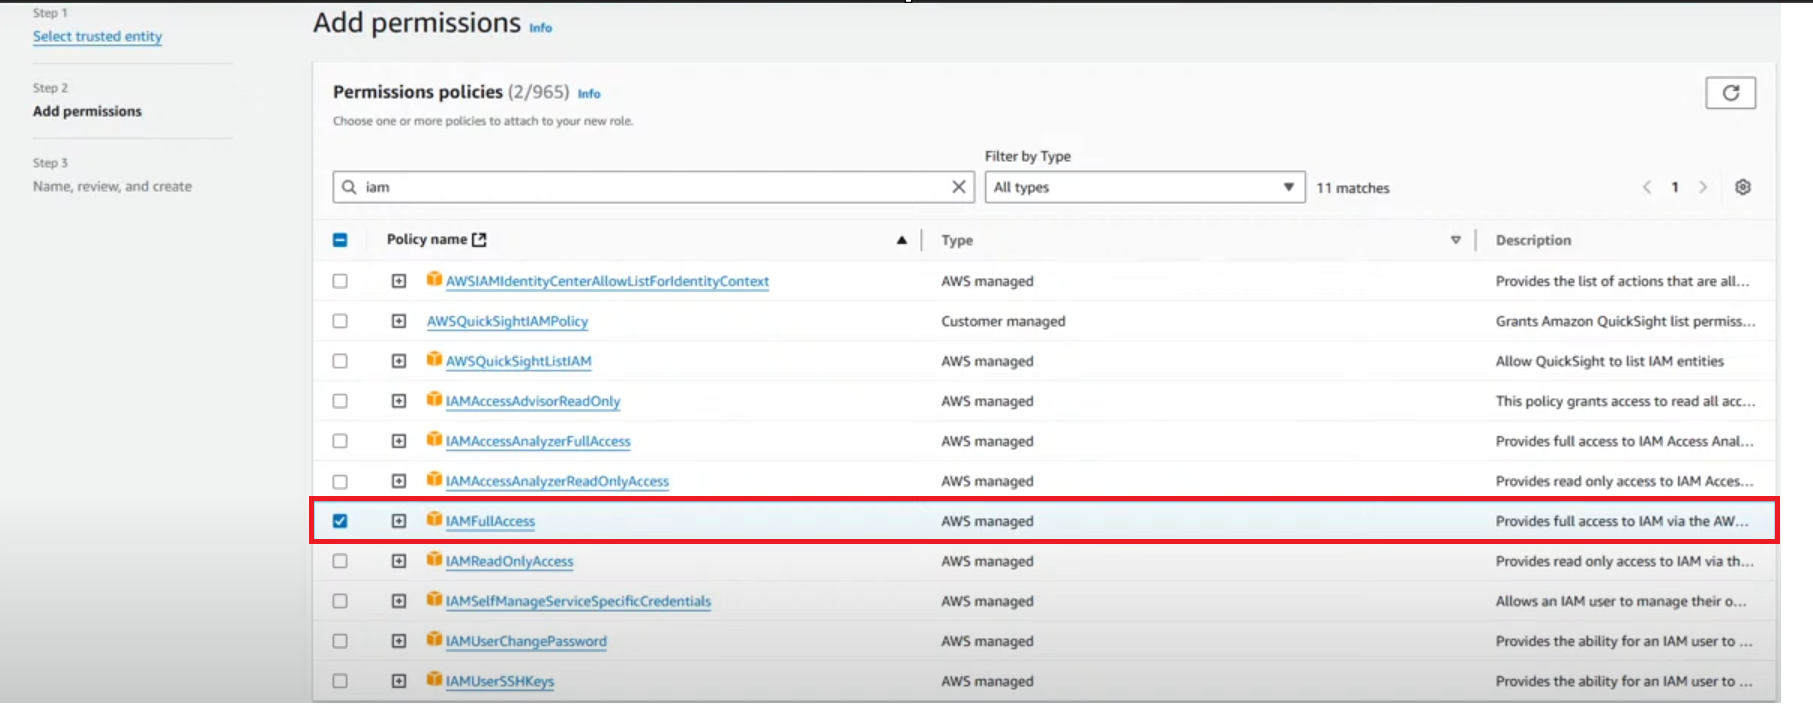 Step 1
Select trusted entity
Step 2
Add permissions
Step 3
Name, review, and create
Add permissions Info
Permissions policies (2/965) Info
Choose one or more policies to attach to your new role.
Filter by Type
iam All types 11 matches 1
Policy name Type Description
AWSIAMIdentityCenterAllowListForIdentityContext AWS managed Provides the list of actions that are all...
AWSQuickSightIAMPolicy Customer managed Grants Amazon QuickSight list permiss...
AWSQuickSightListIAM AWS managed Allow QuickSight to list IAM entities
IAMAccessAdvisorReadOnly AWS managed This policy grants access to read all acc...
IAMAccessAnalyzerFullAccess AWS managed Provides full access to IAM Access Anal...
IAMAccessAnalyzerReadOnlyAccess AWS managed Provides read only access to IAM Acces...
IAMFullAccess AWS managed Provides full access to IAM via the AW...
IAMReadOnlyAccess AWS managed Provides read only access to IAM via th...
IAMSelfManageServiceSpecificCredentials AWS managed Allows an IAM user to manage their o...
IAMUserChangePassword AWS managed Provides the ability for an IAM user to ...
IAMUserSSHKeys AWS managed Provides the ability for an IAM user to ...